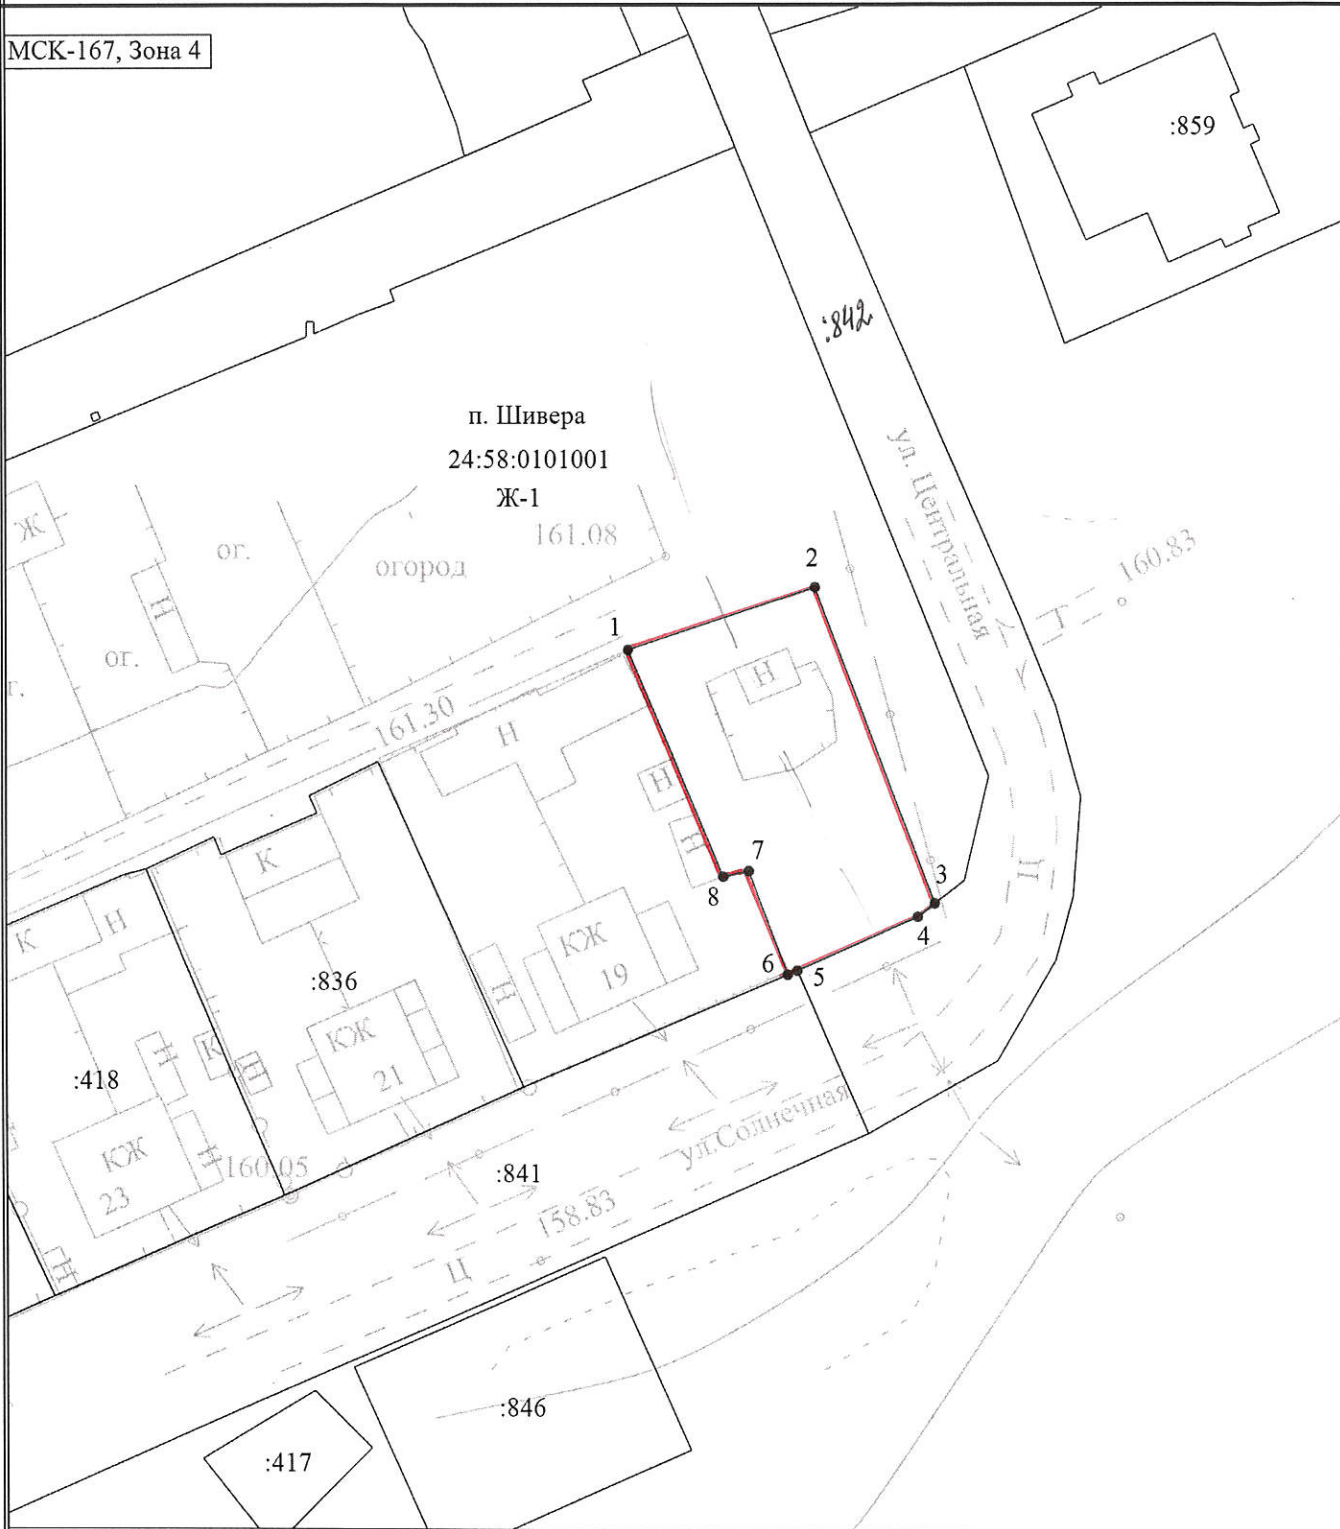 МСК-167, Зона 4
:859
:842
п. Шивера
24:58:0101001
Ж-1
ул. Центральная
Ж
ог.
161.08
огород
160.83
2
Н
Г
1
ог.
г.
Н
161.30
Н
Н
Н
К
7
8
3
4
Ц
К
Н
КЖ
19
6
5
:836
Н
КЖ
21
К
Н
Н
:418
КЖ
23
Н
160.05
ул.Солнечная
:841
158.83
Н
Ц
:846
:417